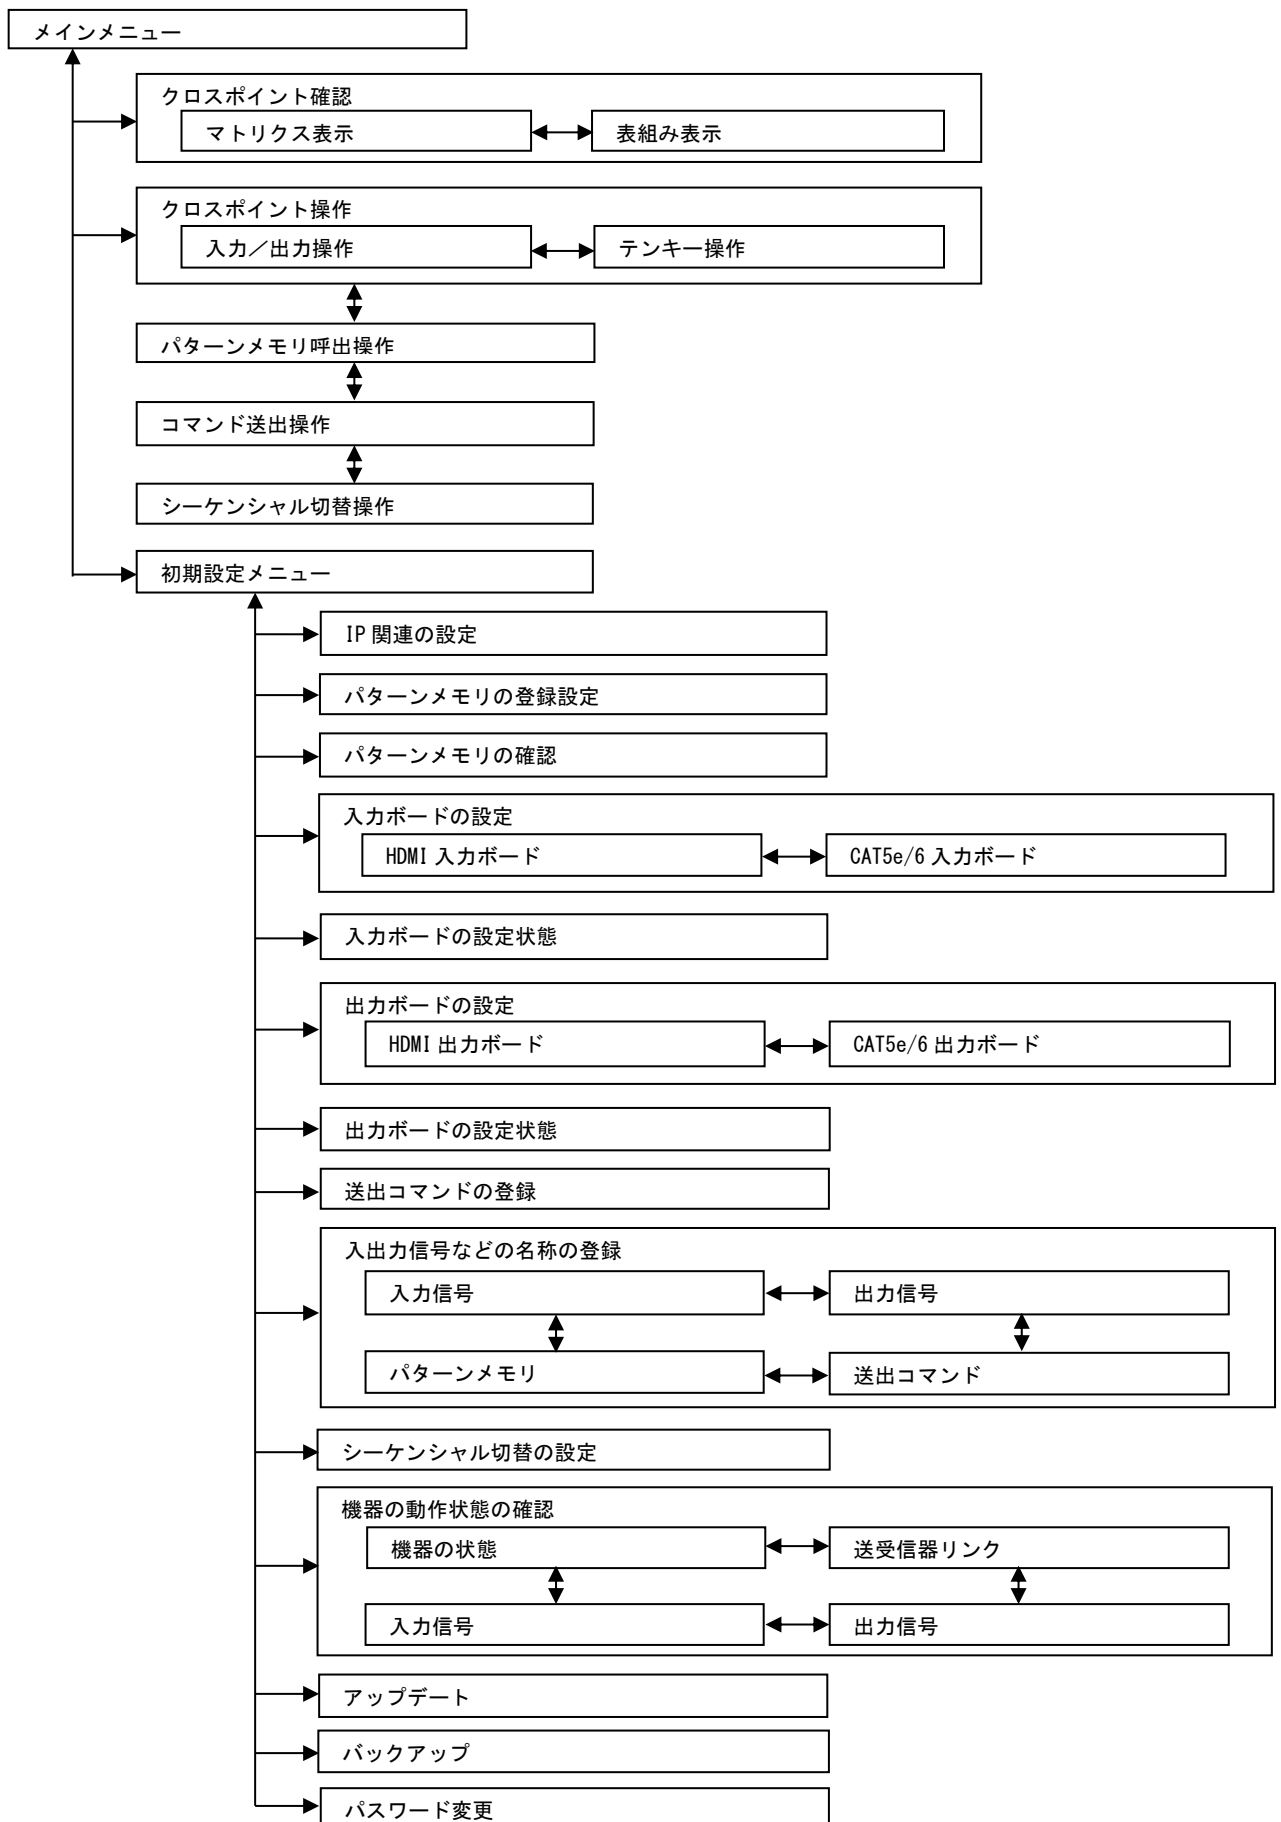 メインメニュー
クロスポイント確認
マトリクス表示
表組み表示
クロスポイント操作
入力／出力操作
テンキー操作
パターンメモリ呼出操作
コマンド送出操作
シーケンシャル切替操作
初期設定メニュー
IP関連の設定
パターンメモリの登録設定
パターンメモリの確認
入力ボードの設定
HDMI入力ボード
CAT5e/6入力ボード
入力ボードの設定状態
出力ボードの設定
HDMI出力ボード
CAT5e/6出力ボード
出力ボードの設定状態
送出コマンドの登録
入出力信号などの名称の登録
入力信号
出力信号
パターンメモリ
送出コマンド
シーケンシャル切替の設定
機器の動作状態の確認
機器の状態
送受信器リンク
入力信号
出力信号
アップデート
バックアップ
パスワード変更